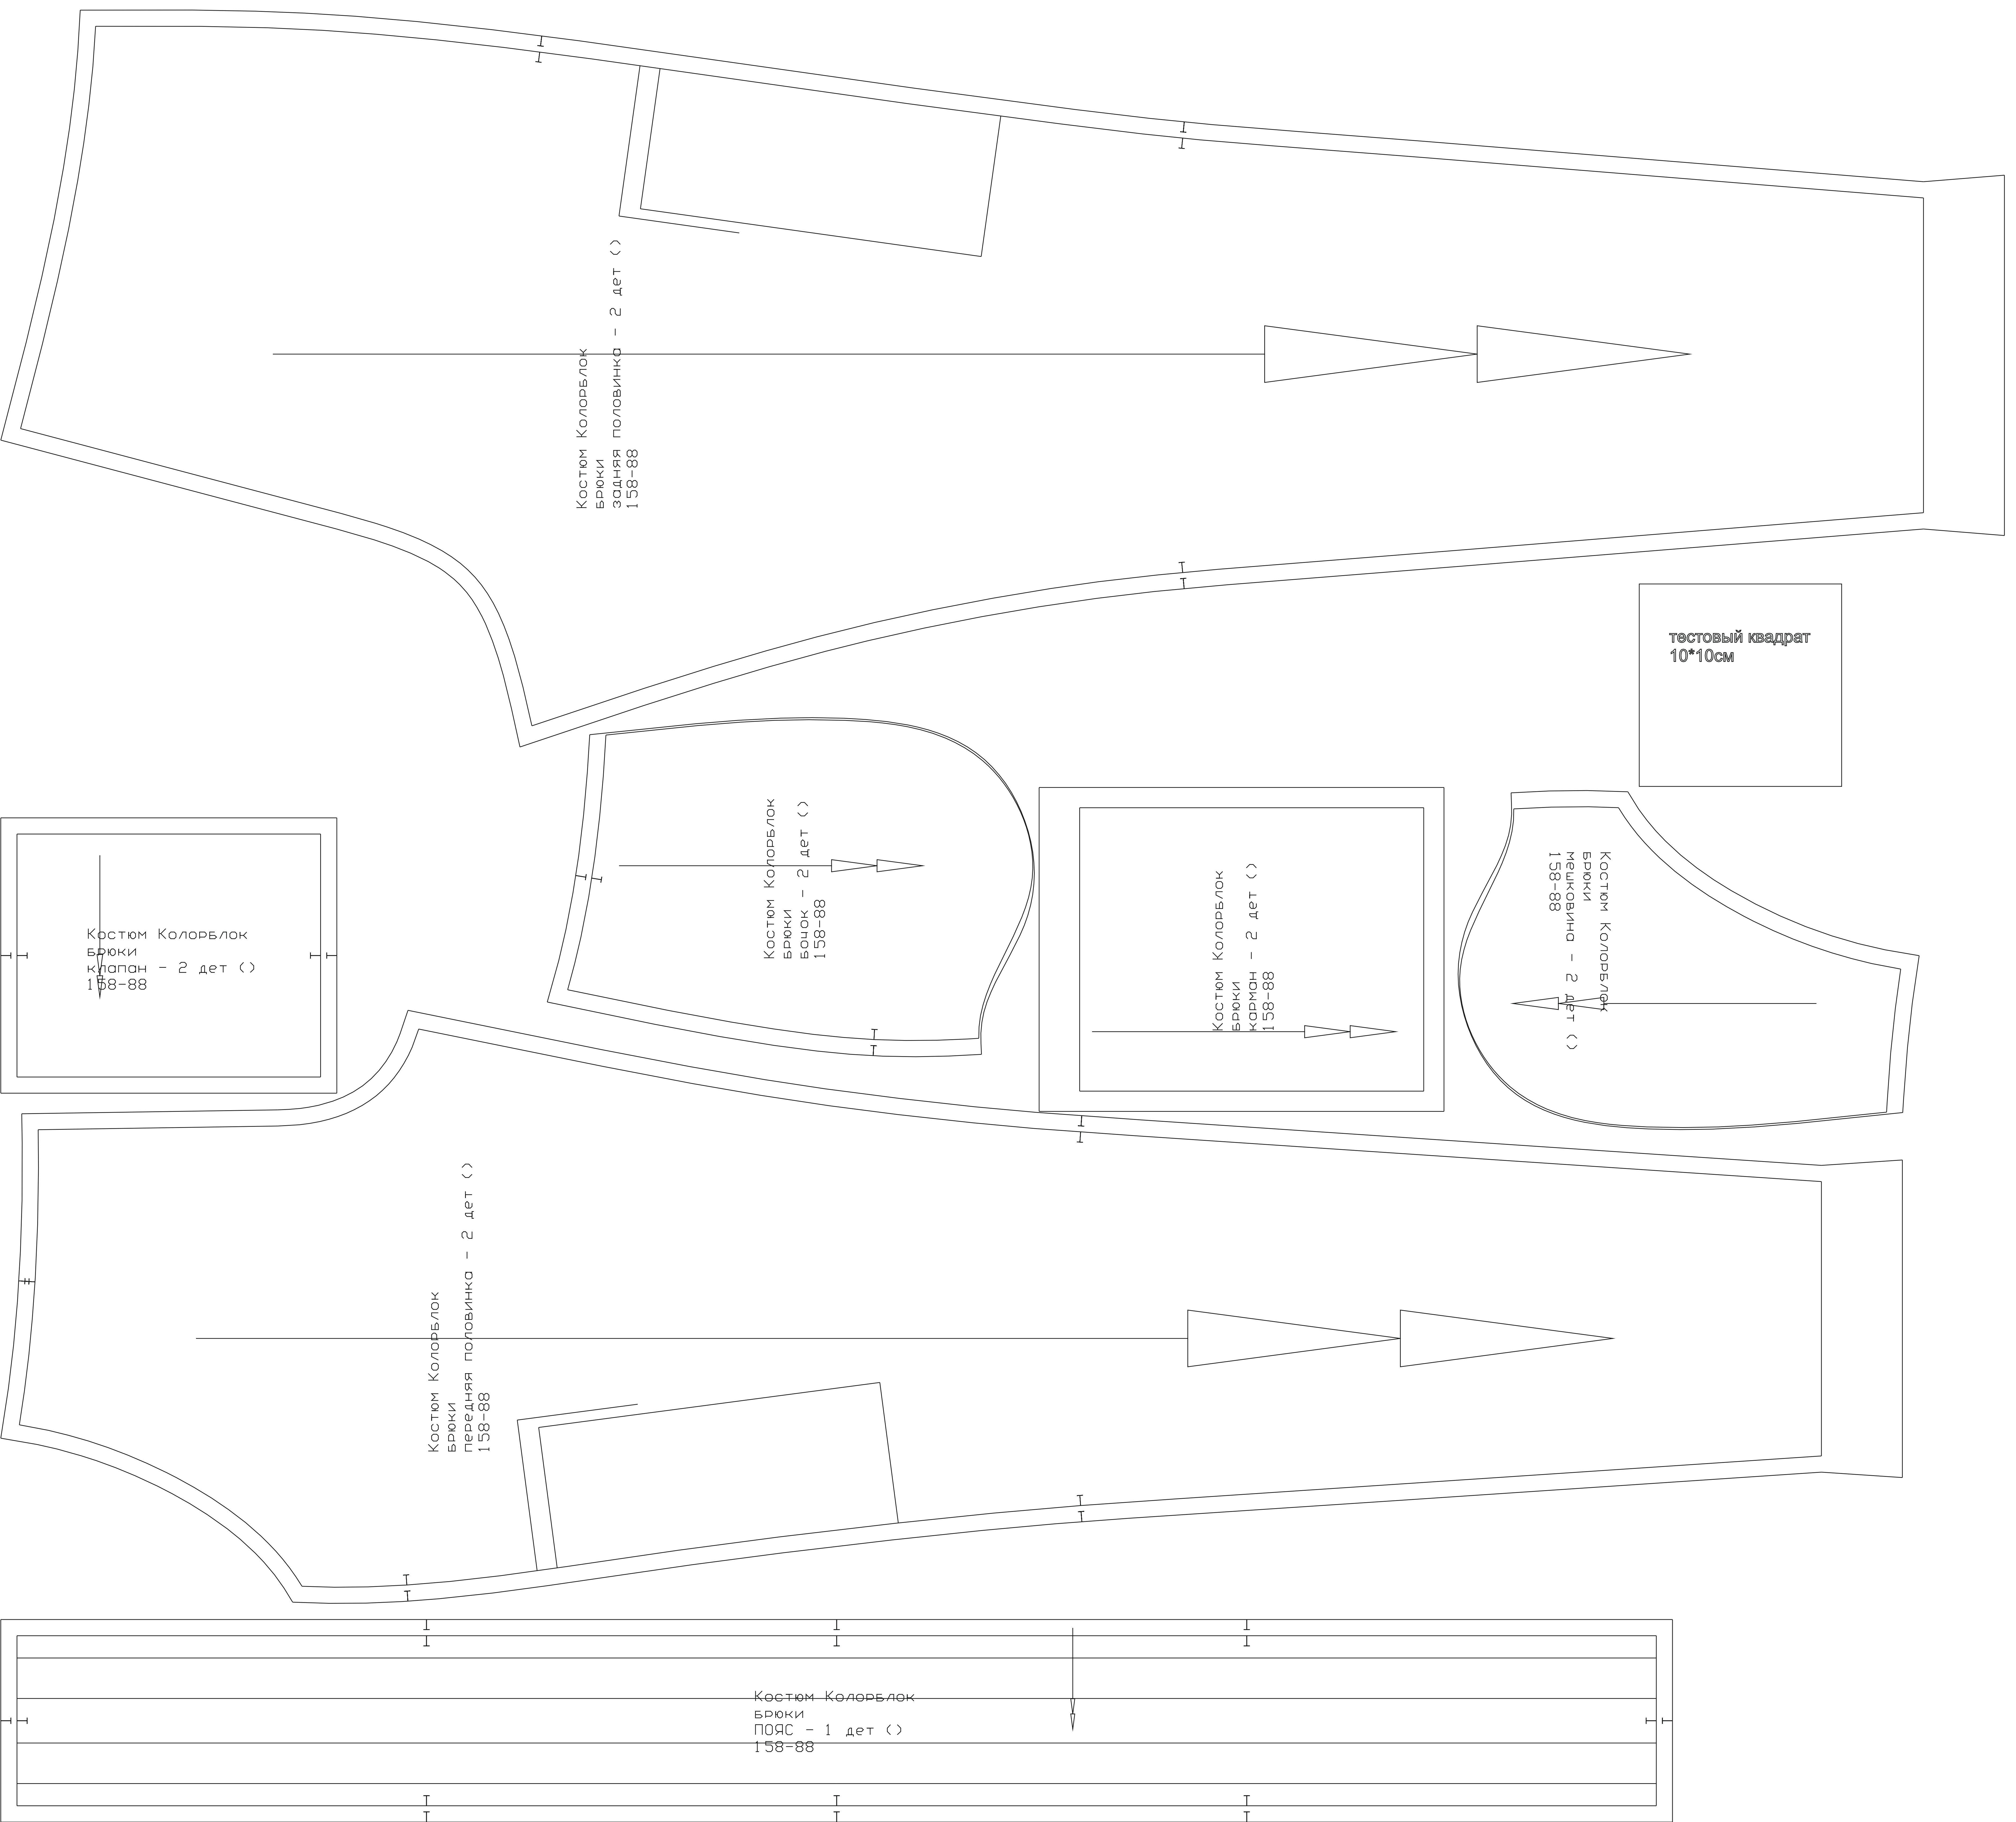 Костюм Колорблок
брюки
задняя половинка - 2 дет ()
158-88
тестовый квадрат
10*10см
Костюм Колорблок
брюки
клапан - 2 дет ()
158-88
Костюм Колорблок
брюки
бочок - 2 дет ()
158-88
Костюм Колорблок
брюки
карман - 2 дет ()
158-88
Костюм Колорблок
брюки
мешковина - 2 дет ()
158-88
Костюм Колорблок
брюки
передняя половинка - 2 дет ()
158-88
Костюм Колорблок
брюки
ПОЯС - 1 дет ()
158-88